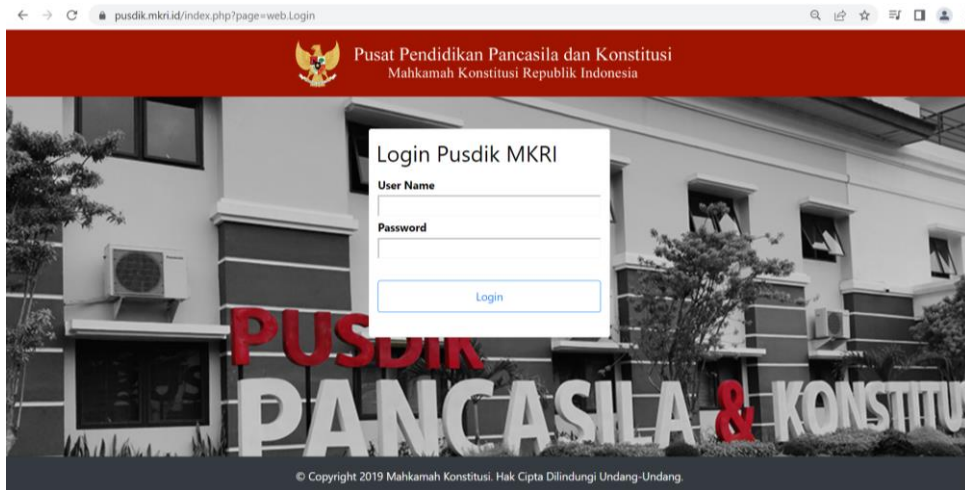 pusdik.mkri.id/index.php?page=web.Login
Pusat Pendidikan Pancasila dan Konstitusi
Mahkamah Konstitusi Republik Indonesia
Login Pusdik MKRI
User Name
Password
Login
PUSDIK
PANCASILA & KONSTITU
© Copyright 2019 Mahkamah Konstitusi. Hak Cipta Dilindungi Undang-Undang.